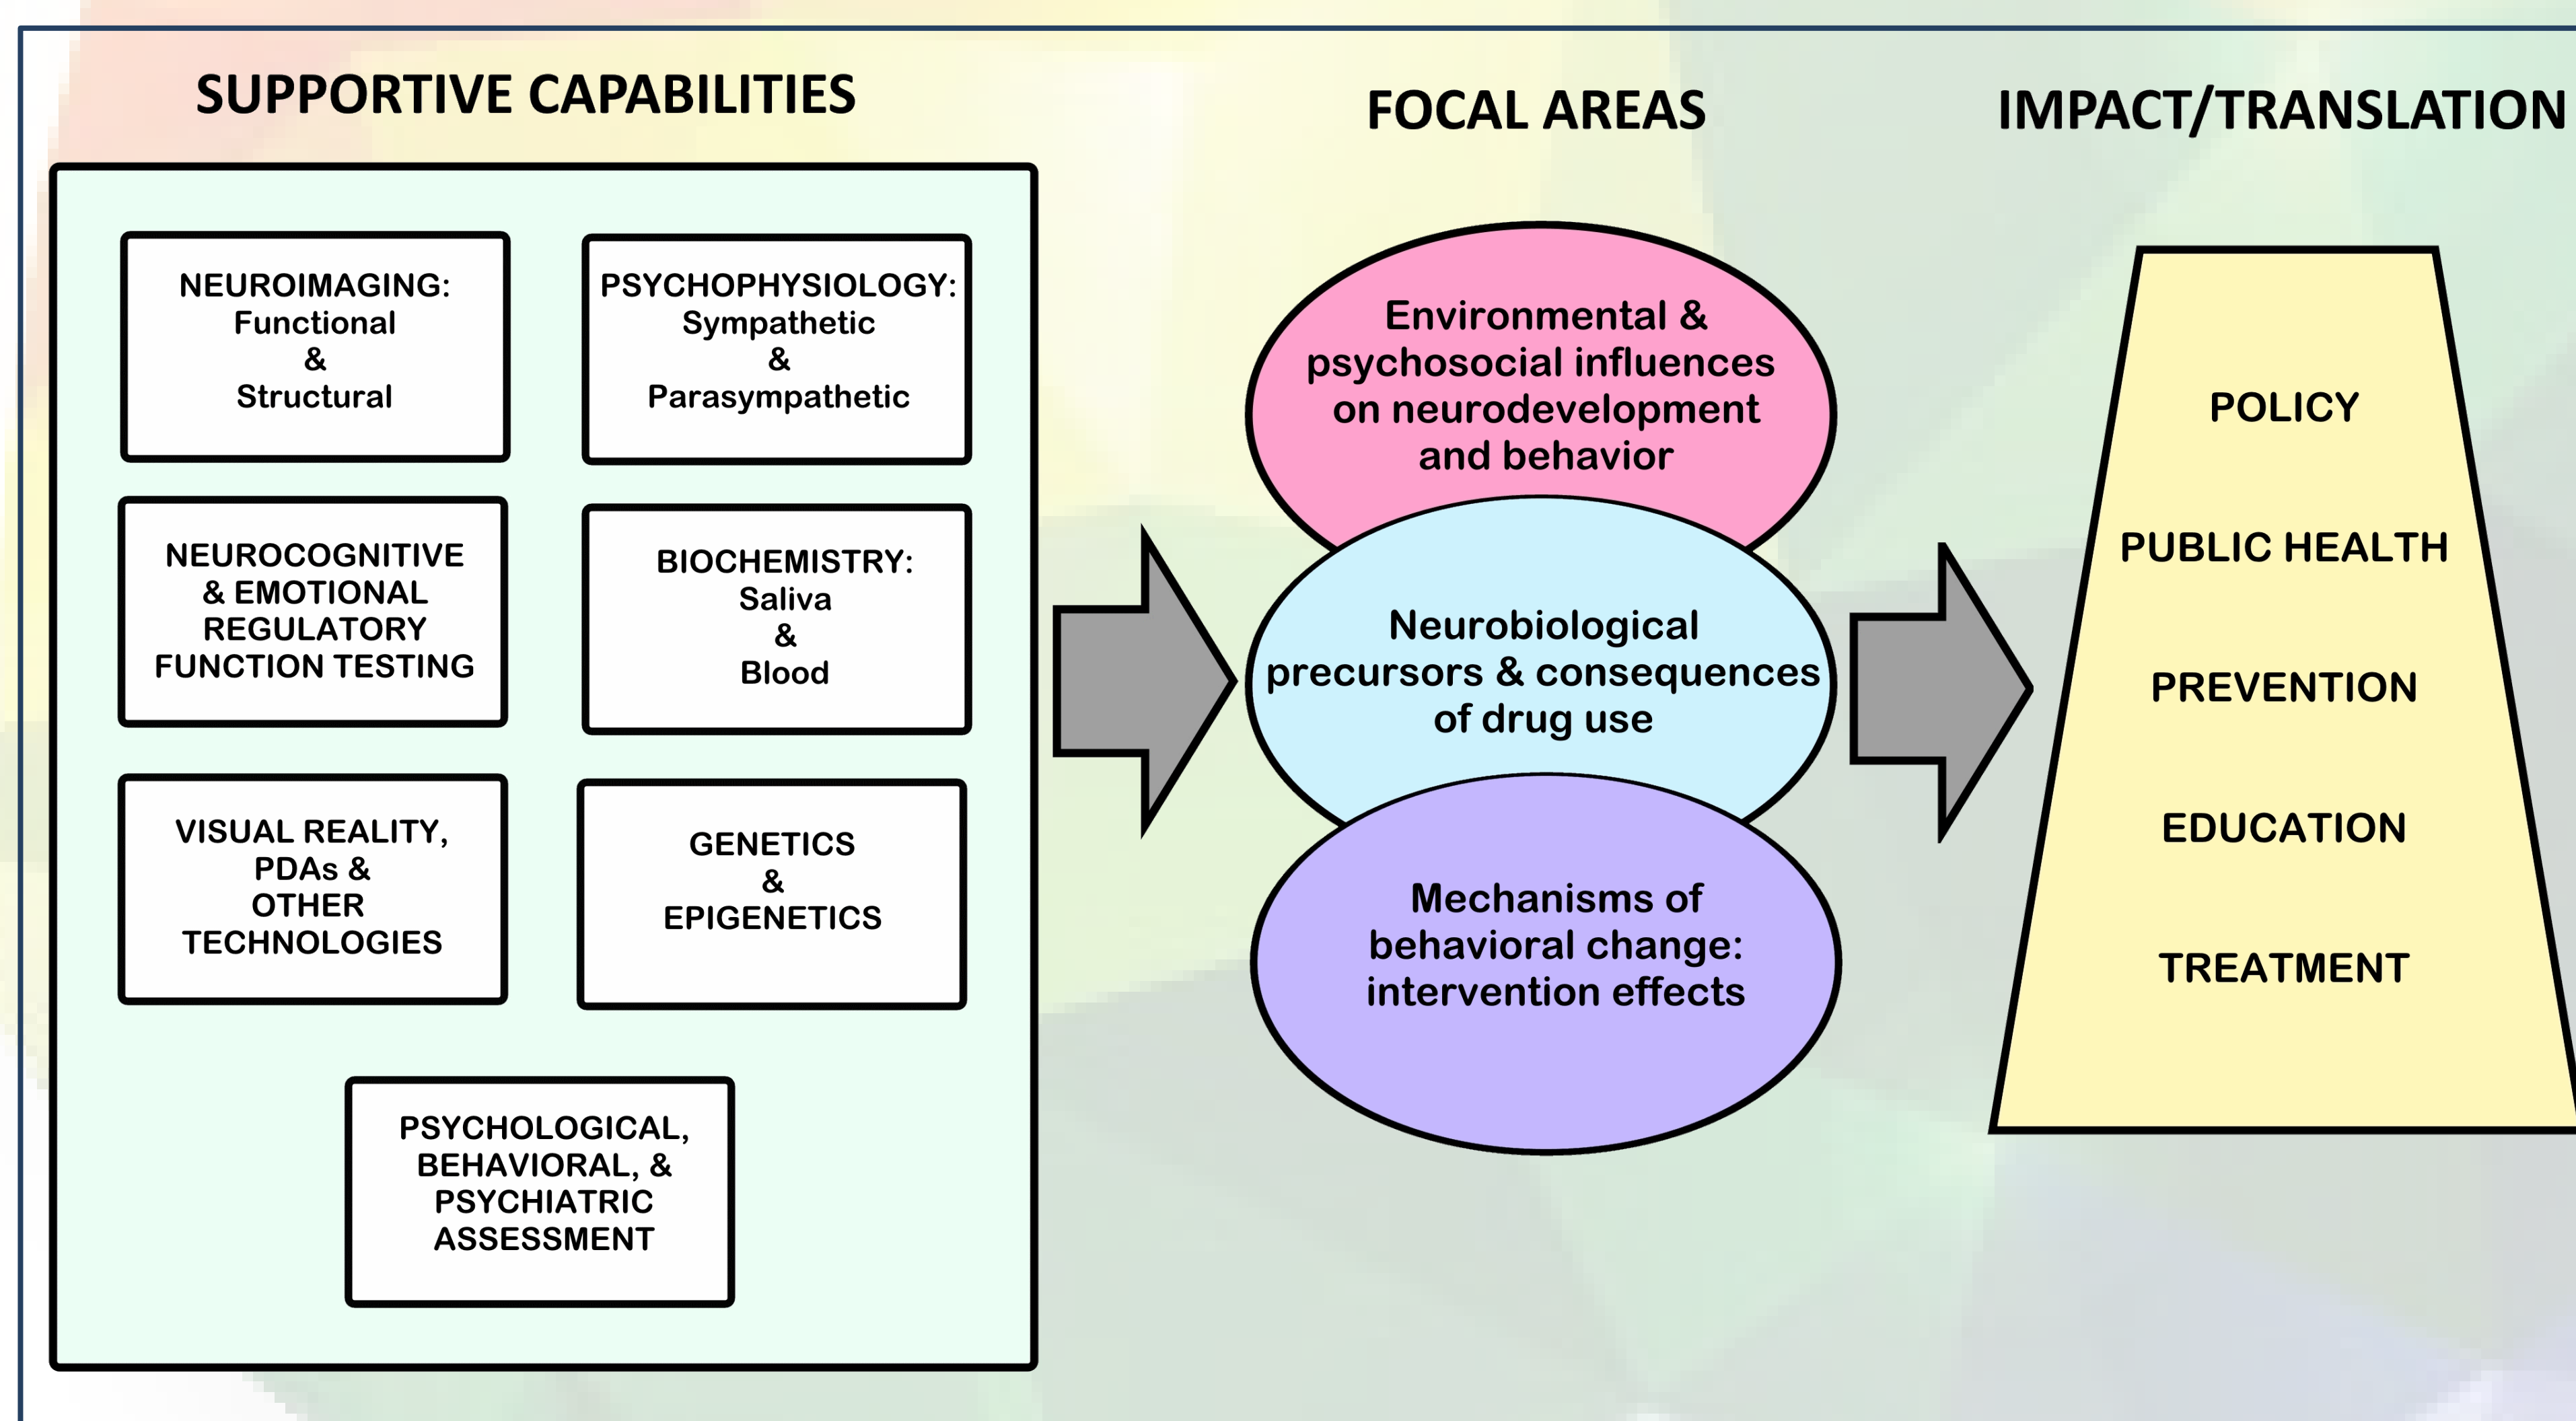 SUPPORTIVE CAPABILITIES
NEUROIMAGING:
Functional
&
Structural
PSYCHOPHYSIOLOGY:
Sympathetic
&
Parasympathetic
NEUROCOGNITIVE
& EMOTIONAL
REGULATORY
FUNCTION TESTING
BIOCHEMISTRY:
Saliva
&
Blood
VISUAL REALITY,
PDAs &
OTHER
TECHNOLOGIES
GENETICS
&
EPIGENETICS
PSYCHOLOGICAL,
BEHAVIORAL, &
PSYCHIATRIC
ASSESSMENT
FOCAL AREAS
Environmental &
psychosocial influences
on neurodevelopment
and behavior
Neurobiological
precursors & consequences
of drug use
Mechanisms of
behavioral change:
intervention effects
IMPACT/TRANSLATION
POLICY
PUBLIC HEALTH
PREVENTION
EDUCATION
TREATMENT